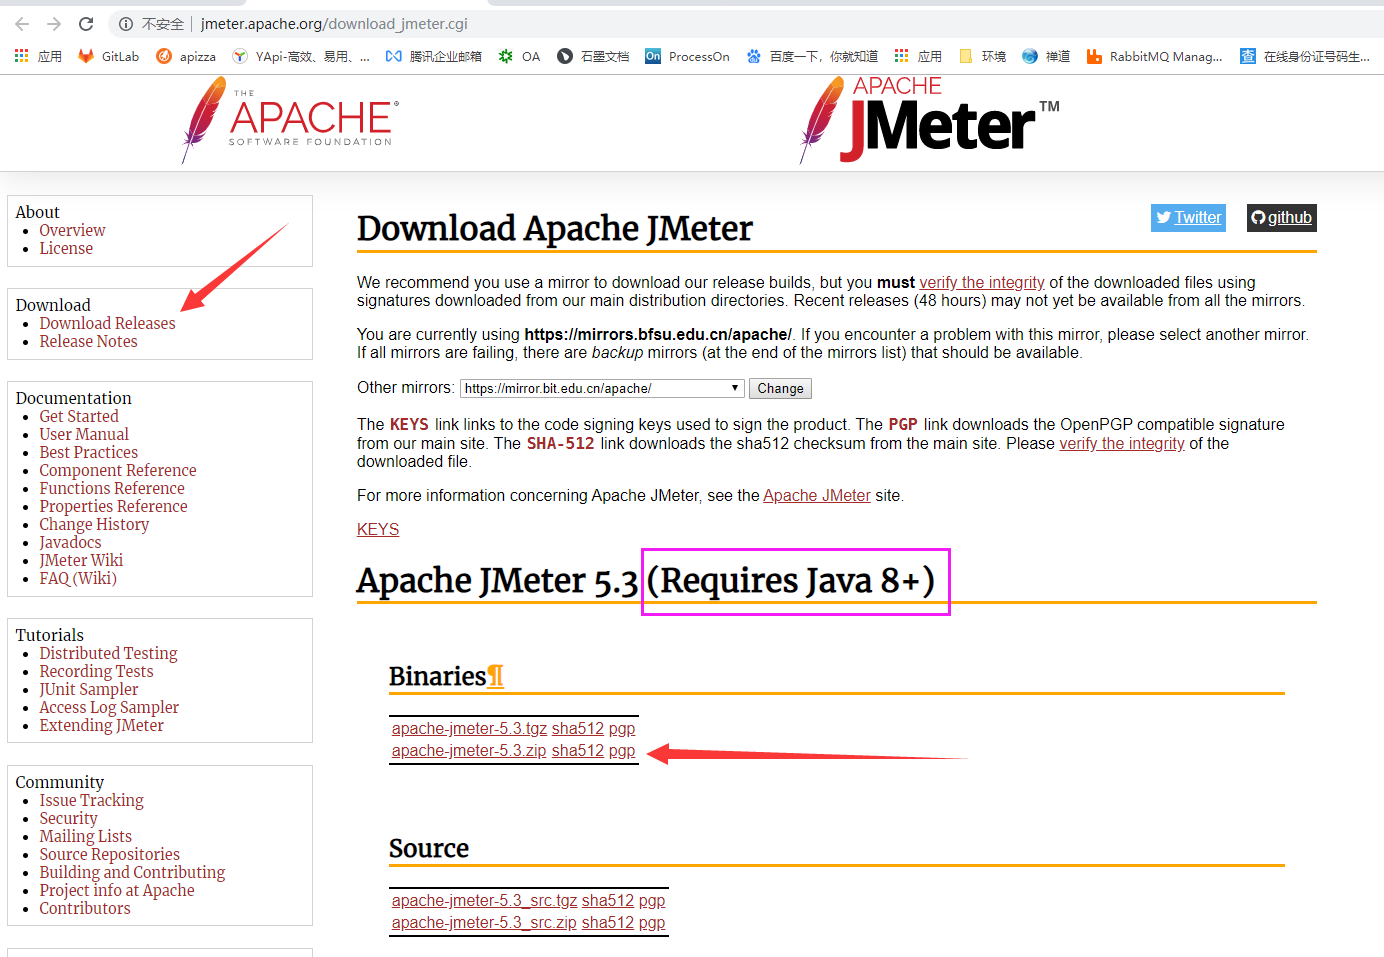 不安全 | jmeter.apache.org/download_jmeter.cgi
应用 GitLab apizza YApi-高效、易用、... 腾讯企业邮箱 OA 石墨文档 On ProcessOn 百度一下，你就知道 应用 环境 禅道 RabbitMQ Manag... 查 在线身份证号码生...
THE
APACHE®
SOFTWARE FOUNDATION
APACHE
JMeter™
About
Overview
License
Download
Download Releases
Release Notes
Documentation
Get Started
User Manual
Best Practices
Component Reference
Functions Reference
Properties Reference
Change History
Javadocs
JMeter Wiki
FAQ (Wiki)
Tutorials
Distributed Testing
Recording Tests
JUnit Sampler
Access Log Sampler
Extending JMeter
Community
Issue Tracking
Security
Mailing Lists
Source Repositories
Building and Contributing
Project info at Apache
Contributors
Twitter github
Download Apache JMeter
We recommend you use a mirror to download our release builds, but you must verify the integrity of the downloaded files using
signatures downloaded from our main distribution directories. Recent releases (48 hours) may not yet be available from all the mirrors.
You are currently using https://mirrors.bfsu.edu.cn/apache/. If you encounter a problem with this mirror, please select another mirror.
If all mirrors are failing, there are backup mirrors (at the end of the mirrors list) that should be available.
Other mirrors: https://mirror.bit.edu.cn/apache/ Change
The KEYS link links to the code signing keys used to sign the product. The PGP link downloads the OpenPGP compatible signature
from our main site. The SHA-512 link downloads the sha512 checksum from the main site. Please verify the integrity of the
downloaded file.
For more information concerning Apache JMeter, see the Apache JMeter site.
KEYS
Apache JMeter 5.3 (Requires Java 8+)
Binaries¶
apache-jmeter-5.3.tgz sha512 pgp
apache-jmeter-5.3.zip sha512 pgp
Source
apache-jmeter-5.3_src.tgz sha512 pgp
apache-jmeter-5.3_src.zip sha512 pgp